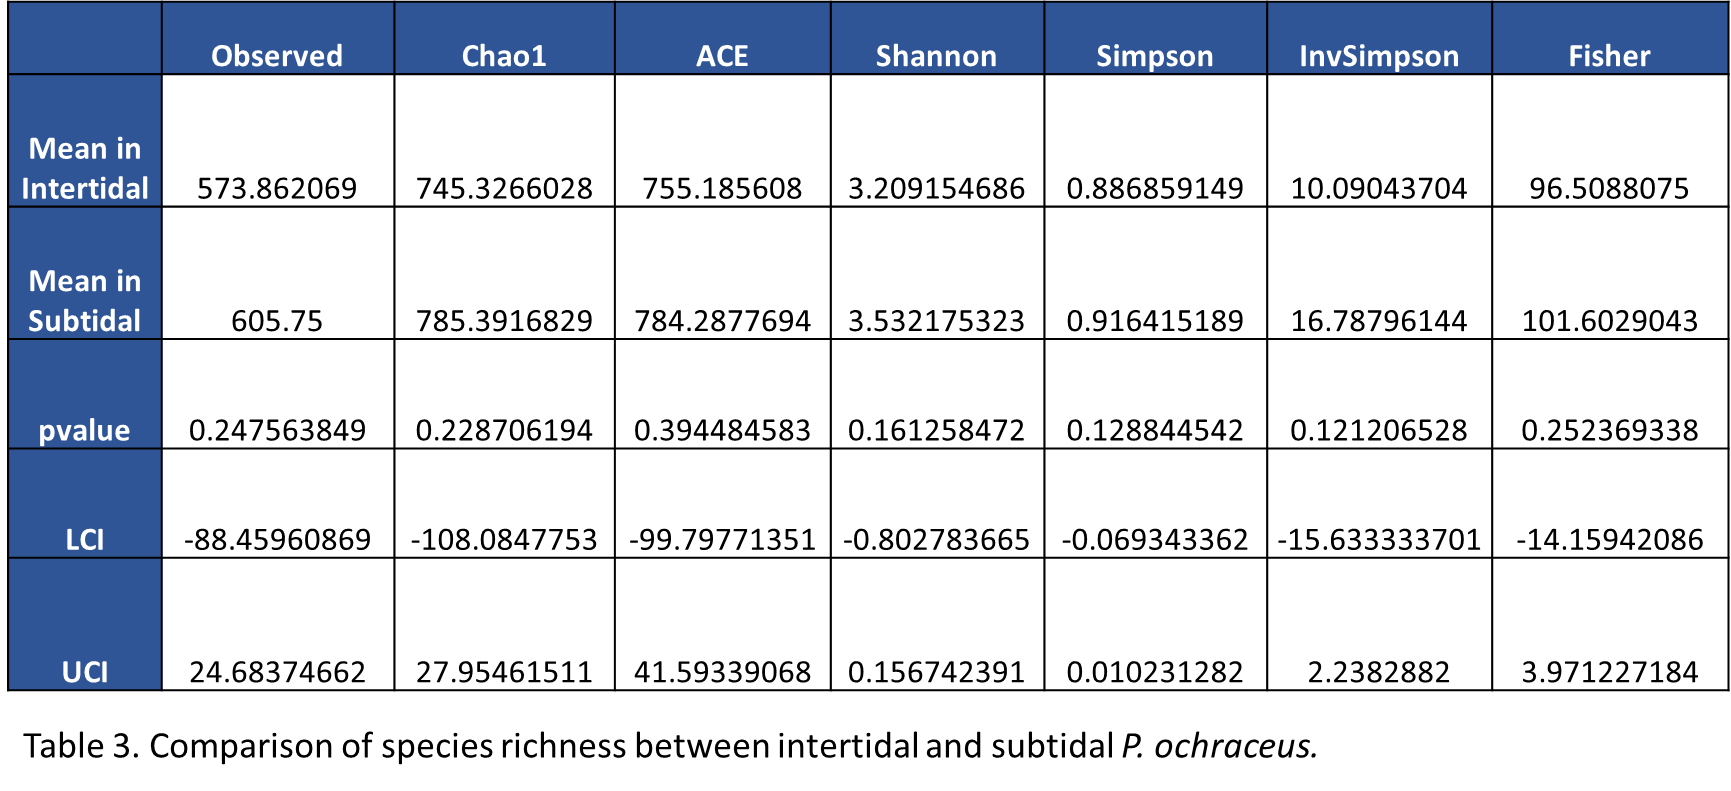 Observed Chao1 ACE Shannon Simpson InvSimpson Fisher
Mean in
Intertidal 573.862069 745.3266028 755.185608 3.209154686 0.886859149 10.09043704 96.5088075
Mean in
Subtidal 605.75 785.3916829 784.2877694 3.532175323 0.916415189 16.78796144 101.6029043
pvalue 0.247563849 0.228706194 0.394484583 0.161258472 0.128844542 0.121206528 0.252369338
LCI -88.45960869 -108.0847753 -99.79771351 -0.802783665 -0.069343362 -15.633333701 -14.15942086
UCI 24.68374662 27.95461511 41.59339068 0.156742391 0.010231282 2.2382882 3.971227184
Table 3. Comparison of species richness between intertidal and subtidal P. ochraceus.